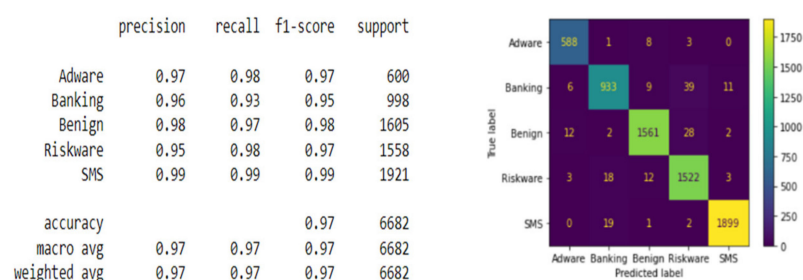 precision recall f1-score support
Adware 0.97 0.98 0.97 600
Banking 0.96 0.93 0.95 998
Benign 0.98 0.97 0.98 1605
Riskware 0.95 0.98 0.97 1558
SMS 0.99 0.99 0.99 1921
accuracy 0.97 6682
macro avg 0.97 0.97 0.97 6682
weighted avg 0.97 0.97 0.97 6682
True label
Adware 588 1 8 3 0
Banking 6 933 9 39 11
Benign 12 2 1561 28 2
Riskware 3 18 12 1522 3
SMS 0 19 1 2 1899
Adware Banking Benign Riskware SMS
Predicted label
1750
1500
1250
1000
750
500
250
0